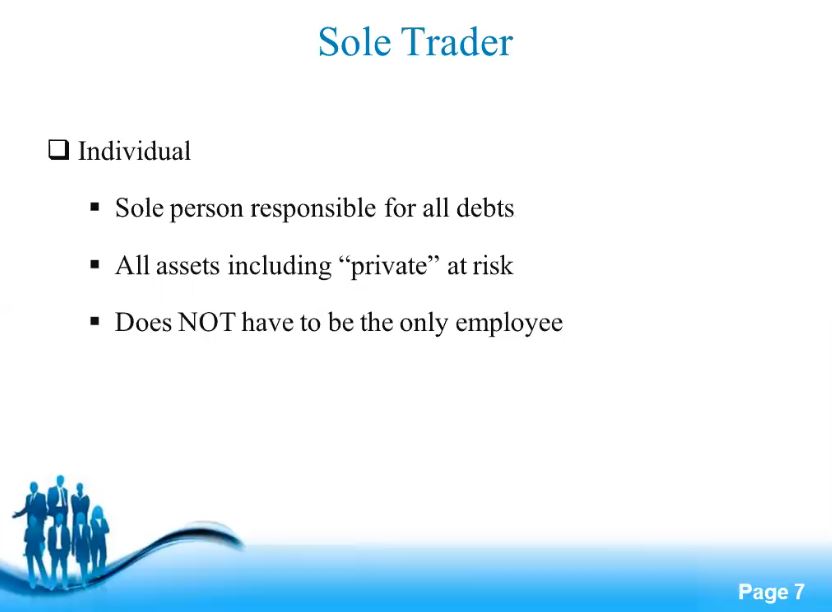 Sole Trader
Individual
Sole person responsible for all debts
All assets including “private” at risk
Does NOT have to be the only employee
Page 7